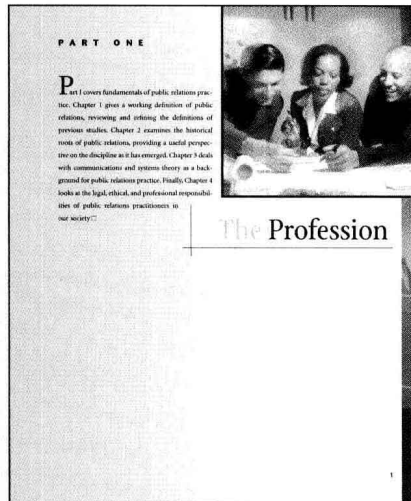 PART ONE
Part I covers fundamentals of public relations prac-
tice. Chapter 1 gives a working definition of public
relations, reviewing and refining the definitions of
previous studies. Chapter 2 examines the historical
roots of public relations, providing a useful perspec-
tive on the discipline as it has emerged. Chapter 3 deals
with communications and systems theory as a back-
ground for public relations practice. Finally, Chapter 4
looks at the legal, ethical, and professional responsibil-
ities of public relations practitioners in
our society.
The Profession
1